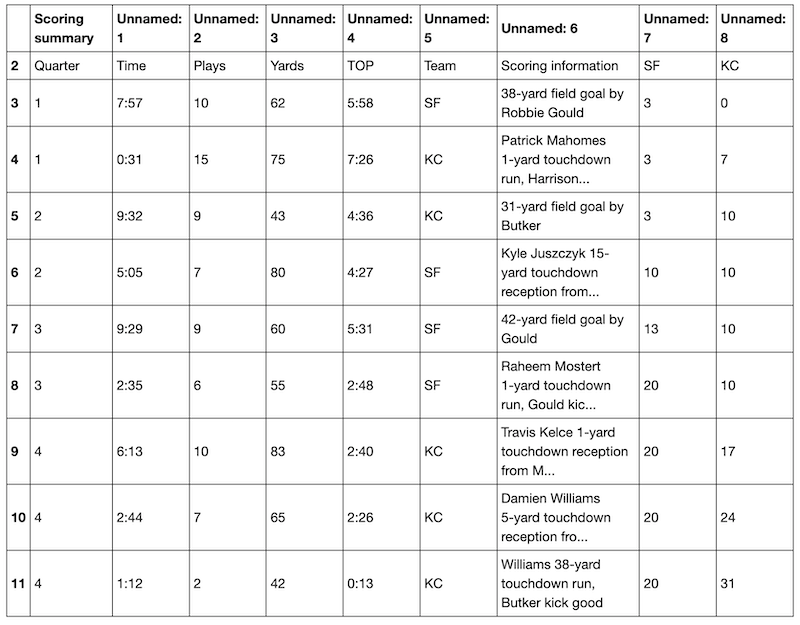 Scoring summary Unnamed: 1 Unnamed: 2 Unnamed: 3 Unnamed: 4 Unnamed: 5 Unnamed: 6 Unnamed: 7 Unnamed: 8
2 Quarter Time Plays Yards TOP Team Scoring information SF KC
3 1 7:57 10 62 5:58 SF 38-yard field goal by Robbie Gould 3 0
4 1 0:31 15 75 7:26 KC Patrick Mahomes 1-yard touchdown run, Harrison... 3 7
5 2 9:32 9 43 4:36 KC 31-yard field goal by Butker 3 10
6 2 5:05 7 80 4:27 SF Kyle Juszczyk 15-yard touchdown reception from... 10 10
7 3 9:29 9 60 5:31 SF 42-yard field goal by Gould 13 10
8 3 2:35 6 55 2:48 SF Raheem Mostert 1-yard touchdown run, Gould kic... 20 10
9 4 6:13 10 83 2:40 KC Travis Kelce 1-yard touchdown reception from M... 20 17
10 4 2:44 7 65 2:26 KC Damien Williams 5-yard touchdown reception fro... 20 24
11 4 1:12 2 42 0:13 KC Williams 38-yard touchdown run, Butker kick good 20 31